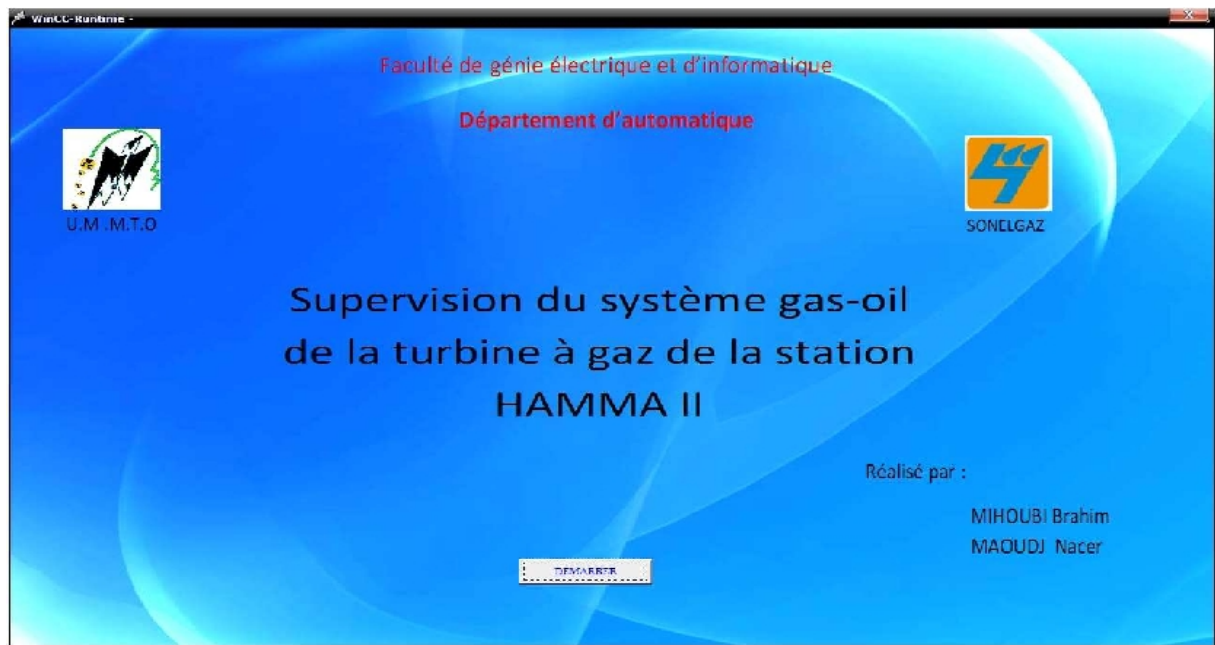 WinCC-Runtime -
Faculté de génie électrique et d'informatique
Département d'automatique
U.M .M.T.O
SONELGAZ
Supervision du système gas-oil
de la turbine à gaz de la station
HAMMA II
Réalisé par :
MIHOUBI Brahim
MAOUDJ Nacer
DEMARRER